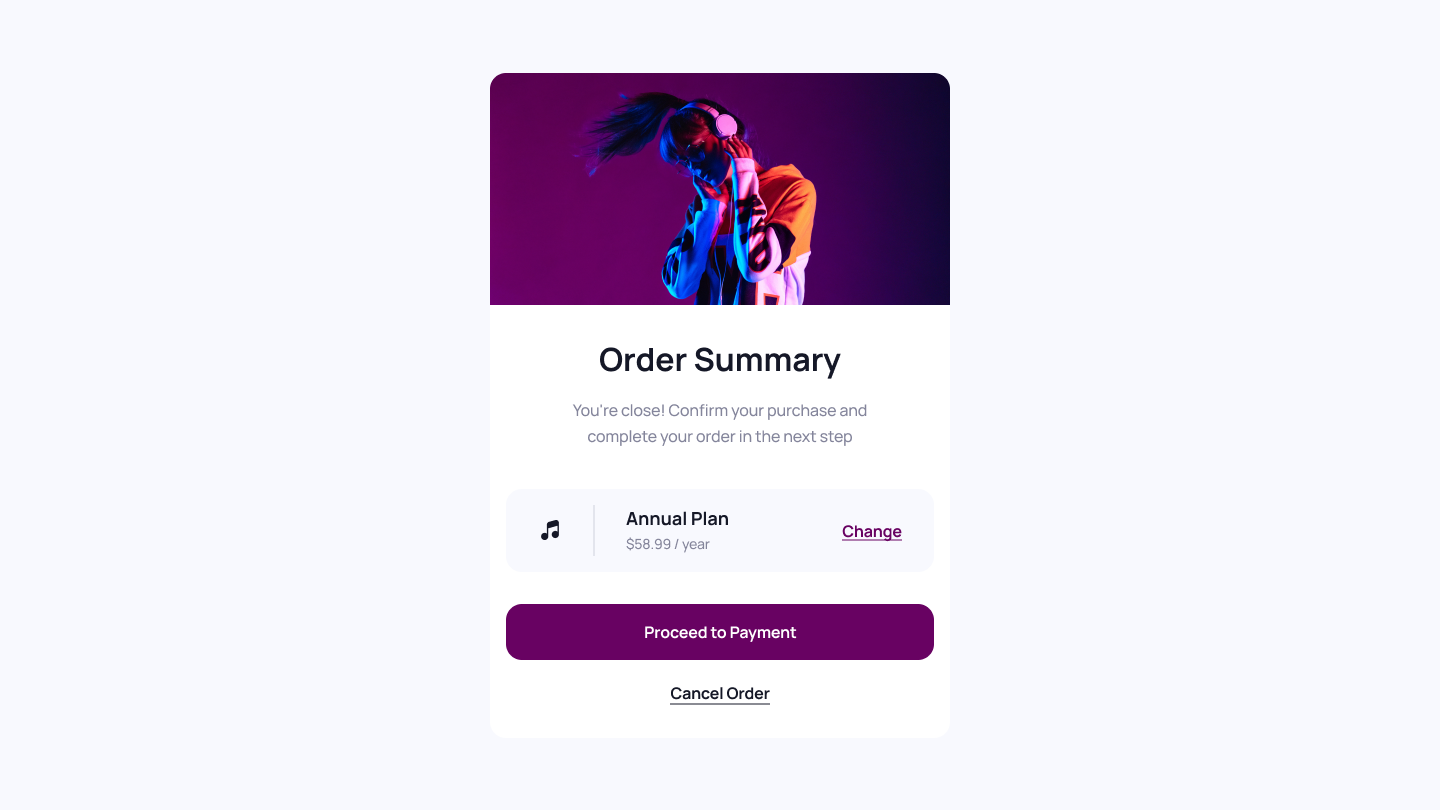 Order Summary
You're close! Confirm your purchase and
complete your order in the next step
Annual Plan
$58.99 / year
Change
Proceed to Payment
Cancel Order